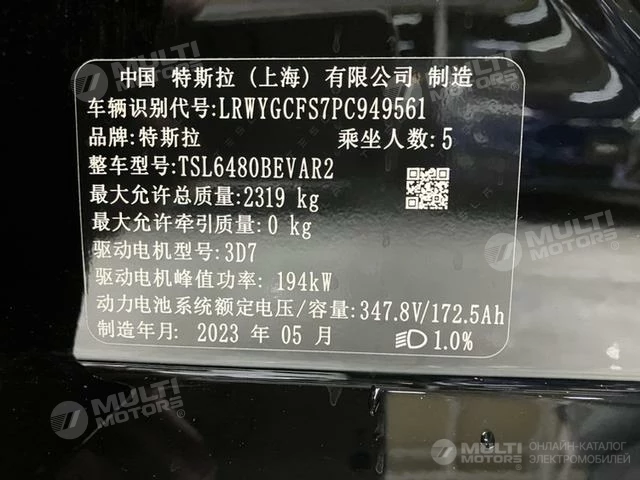 中国 特斯拉 (上海) 有限公司 制造
车辆识别代号:LRWYGCFS7PC949561
品牌:特斯拉 乘坐人数:5
整车型号:TSL6480BEVAR2
最大允许总质量:2319 kg
最大允许牵引质量:0 kg
驱动电机型号:3D7
驱动电机峰值功率: 194kW
动力电池系统额定电压/容量:347.8V/172.5Ah
制造年月: 2023 年 05 月 1.0%
MULTI MOTORS
MULTI MOTORS
MULTI MOTORS
MULTI MOTORS
MULTI MOTORS
ОНЛАЙН-КАТАЛОГ
ЭЛЕКТРОМОБИЛЕЙ